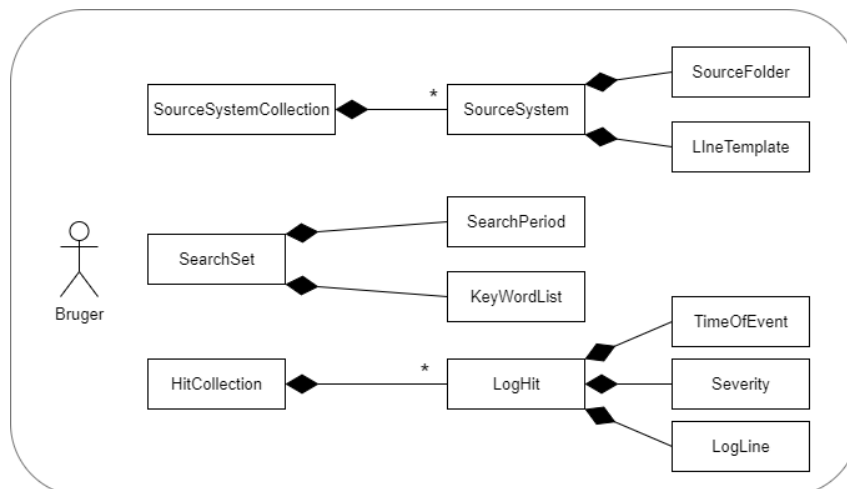 SourceFolder
SourceSystemCollection
*
SourceSystem
LIneTemplate
SearchPeriod
SearchSet
KeyWordList
Bruger
TimeOfEvent
HitCollection
*
LogHit
Severity
LogLine